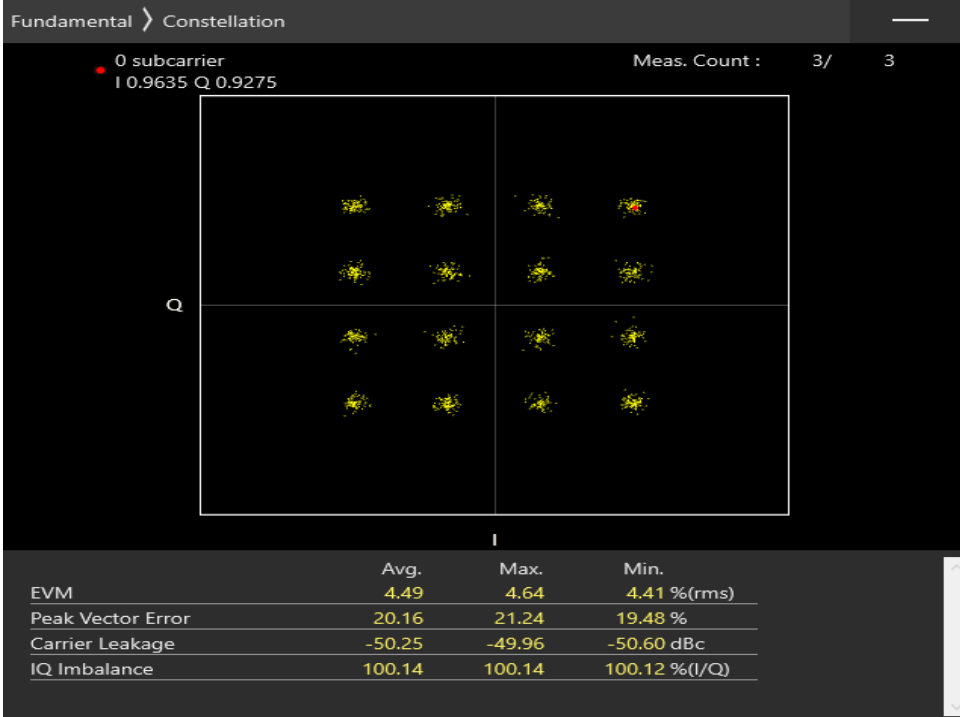 Fundamental 〉 Constellation
0 subcarrier
I 0.9635 Q 0.9275
Meas. Count : 3/ 3
Q
I
Avg. Max. Min.
EVM 4.49 4.64 4.41 %(rms)
Peak Vector Error 20.16 21.24 19.48 %
Carrier Leakage -50.25 -49.96 -50.60 dBc
IQ Imbalance 100.14 100.14 100.12 %(I/Q)